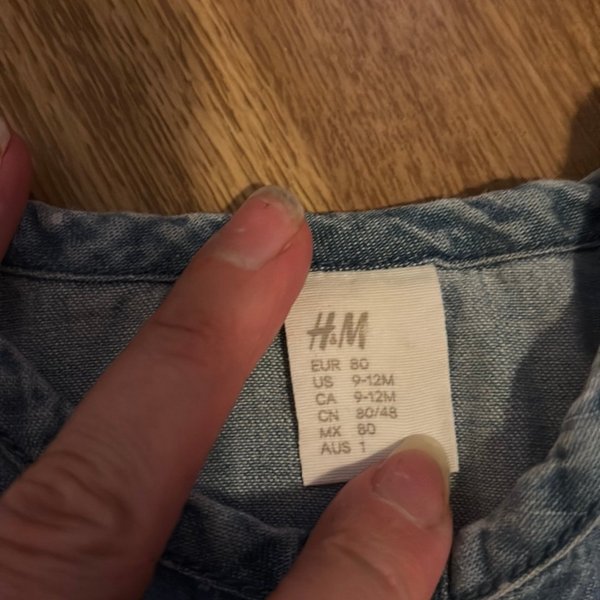 H&M
EUR 80
US 9-12M
CA 9-12M
CN 80/48
MX 80
AUS 1